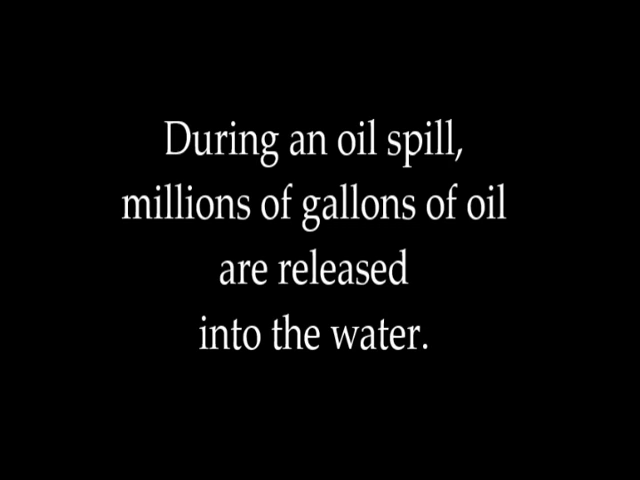 During an oil spill,
millions of gallons of oil
are released
into the water.